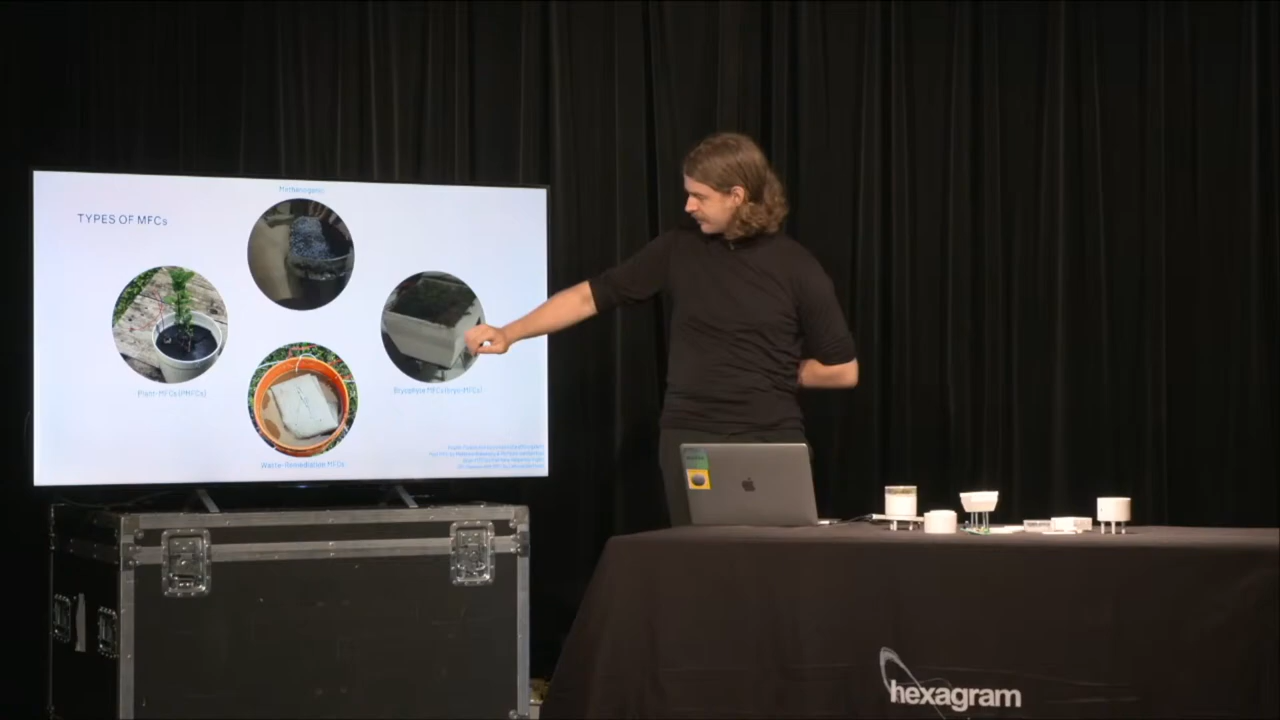 Methanogenic
TYPES OF MFCs
Plant-MFCs (PMFCs)
Bryophyte MFCs (bryoMFCs)
Waste-Remediation MFCs
hexagram